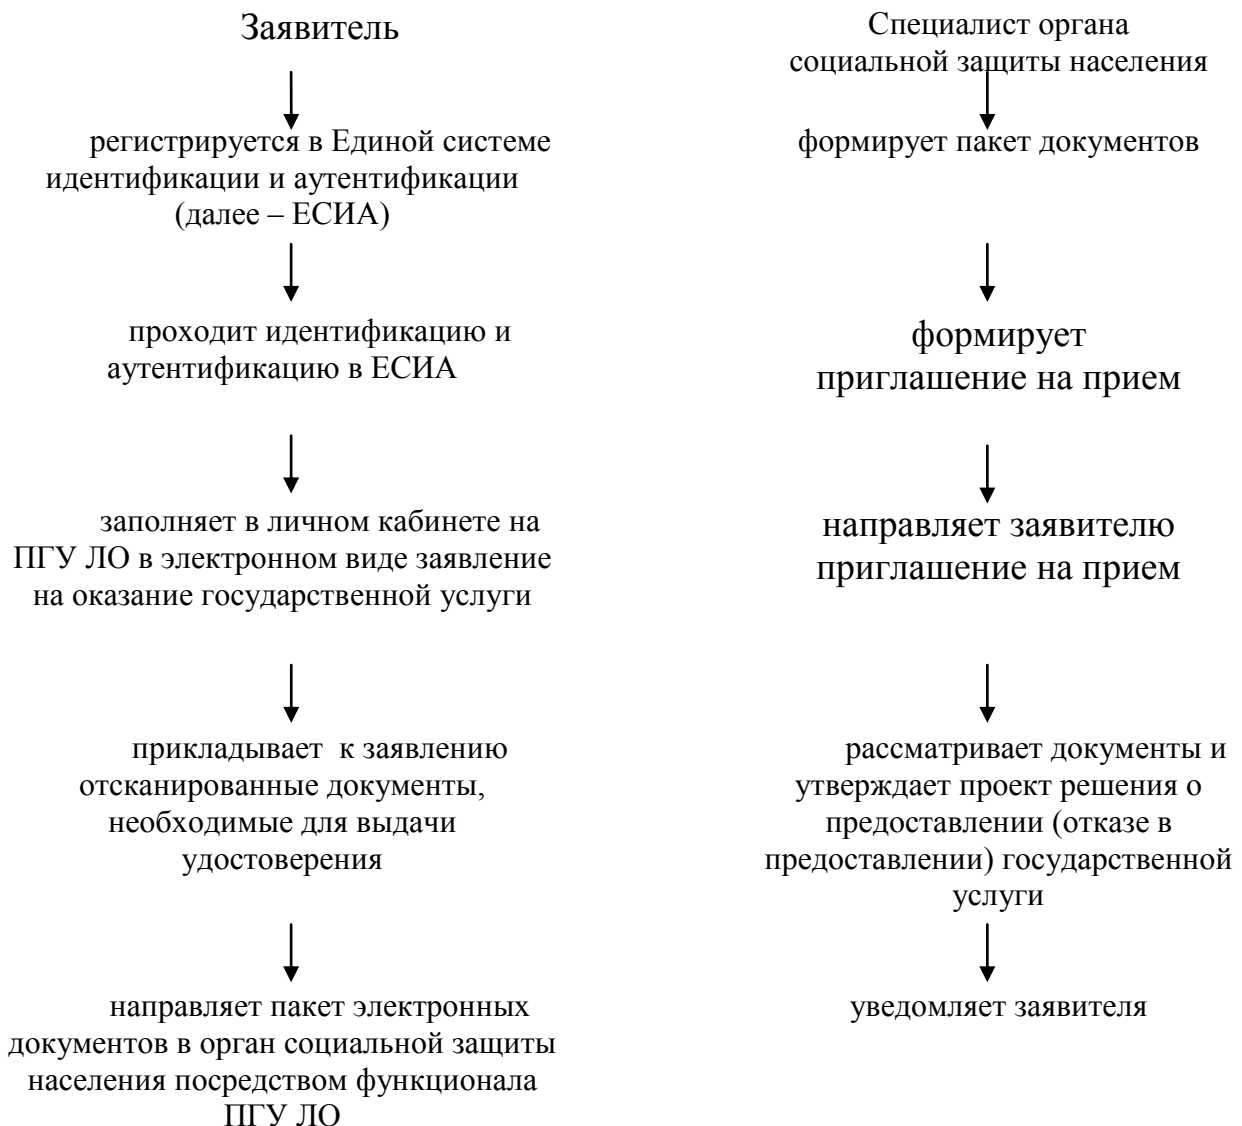 Заявитель
регистрируется в Единой системе
идентификации и аутентификации
(далее – ЕСИА)
проходит идентификацию и
аутентификацию в ЕСИА
заполняет в личном кабинете на
ПГУ ЛО в электронном виде заявление
на оказание государственной услуги
прикладывает к заявлению
отсканированные документы,
необходимые для выдачи
удостоверения
направляет пакет электронных
документов в орган социальной защиты
населения посредством функционала
ПГУ ЛО
Специалист органа
социальной защиты населения
формирует пакет документов
формирует
приглашение на прием
направляет заявителю
приглашение на прием
рассматривает документы и
утверждает проект решения о
предоставлении (отказе в
предоставлении) государственной
услуги
уведомляет заявителя